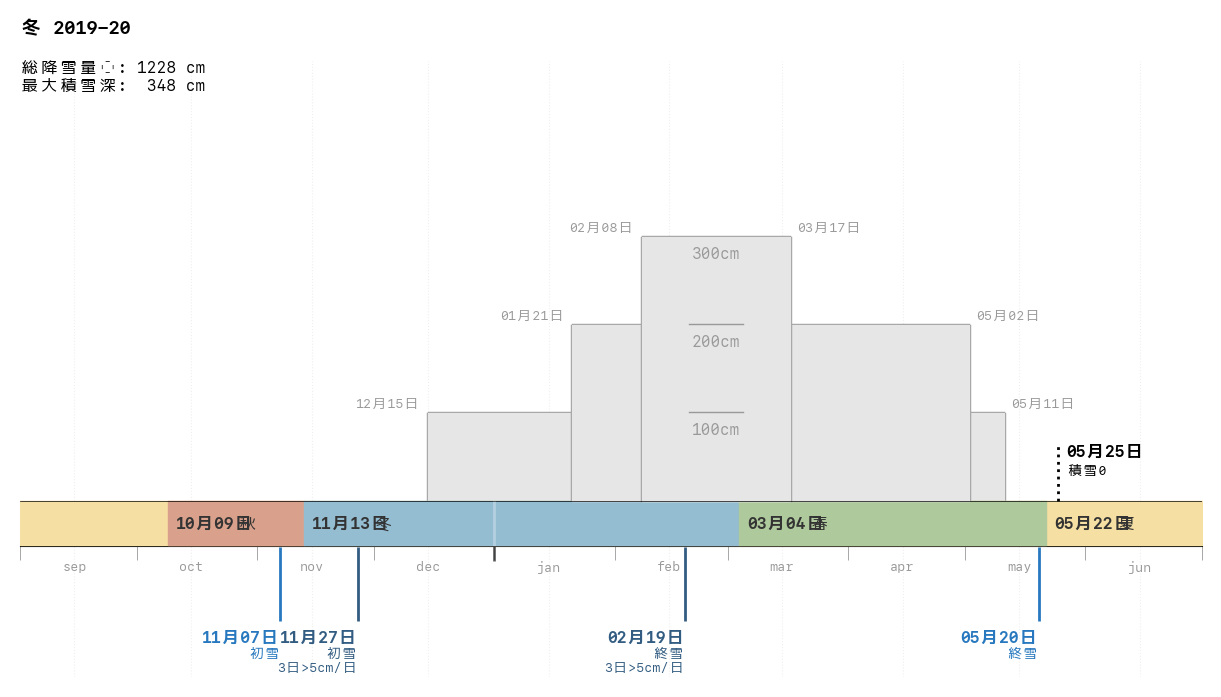 冬 2019–20
総降雪量: 1228 cm
最大積雪深: 348 cm
02月08日
03月17日
300cm
01月21日
05月02日
200cm
12月15日
05月11日
100cm
05月25日
積雪0
10月09日 秋
11月13日 冬
03月04日 春
05月22日 夏
sep oct nov dec jan feb mar apr may jun
11月07日
初雪
11月27日
初雪
3日>5cm/日
02月19日
終雪
3日>5cm/日
05月20日
終雪